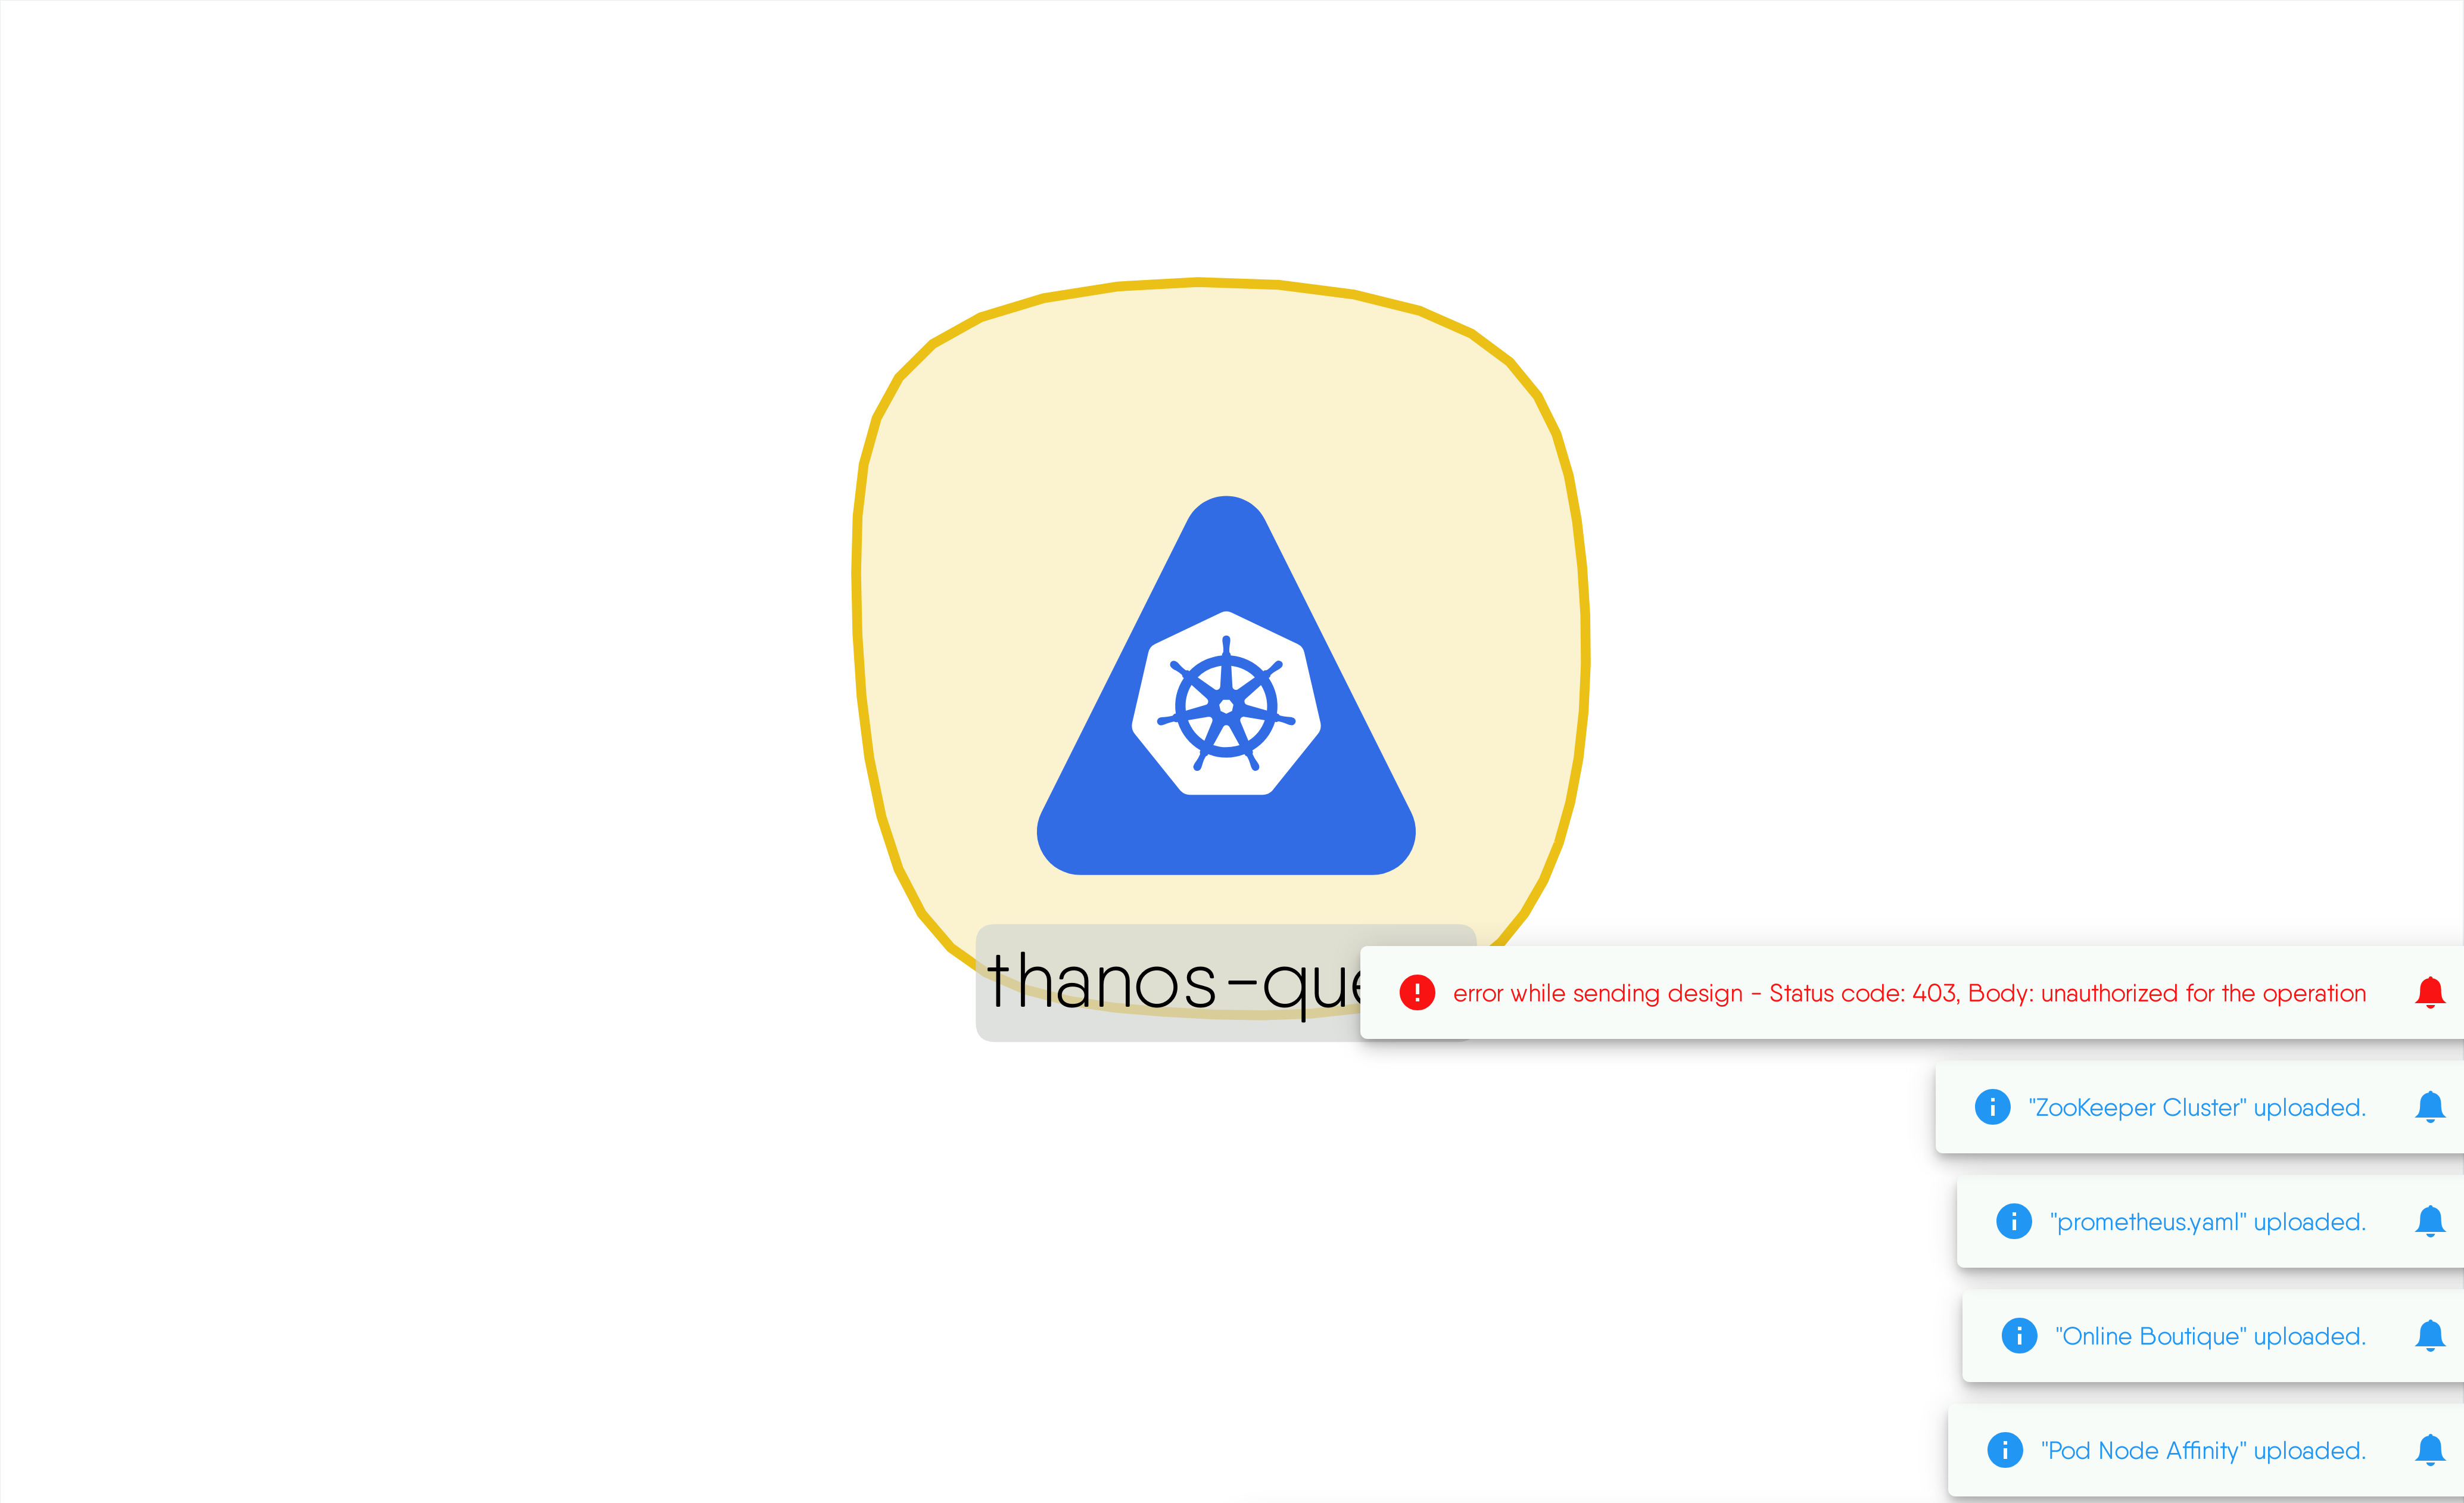 thanos-que
error while sending design - Status code: 403, Body: unauthorized for the operation
"ZooKeeper Cluster" uploaded.
"prometheus.yaml" uploaded.
"Online Boutique" uploaded.
"Pod Node Affinity" uploaded.